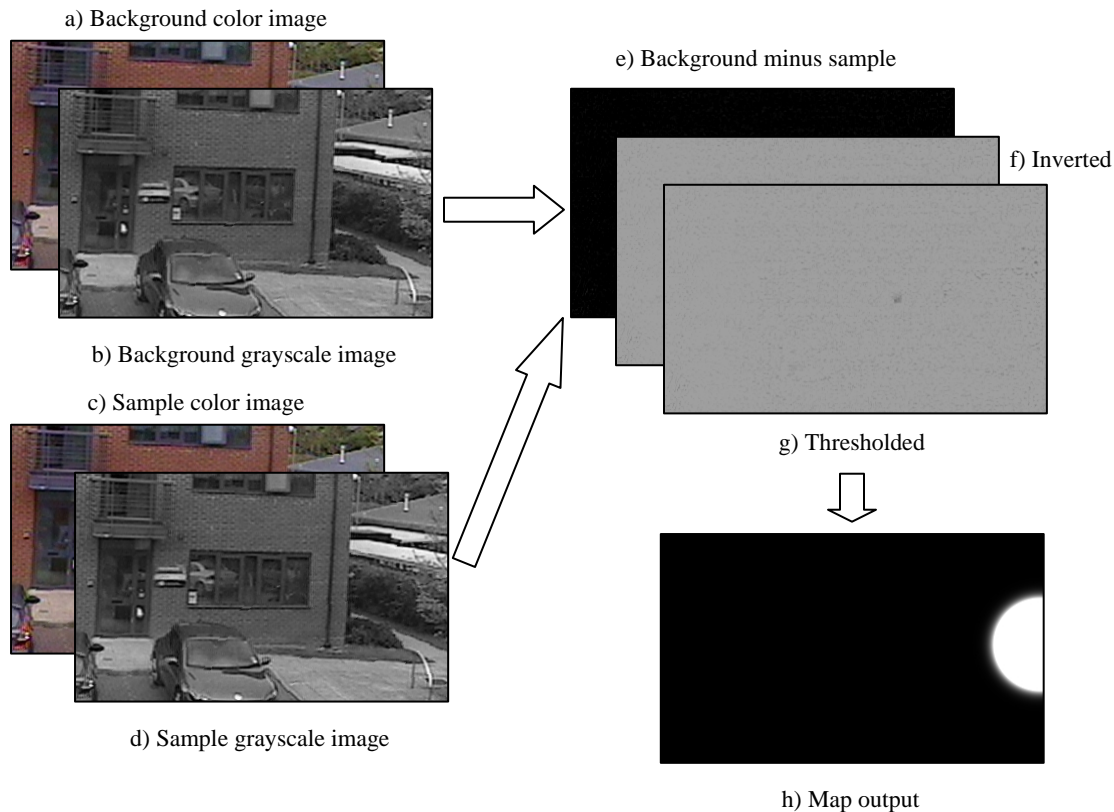 a) Background color image
b) Background grayscale image
c) Sample color image
d) Sample grayscale image
e) Background minus sample
f) Inverted
g) Thresholded
h) Map output